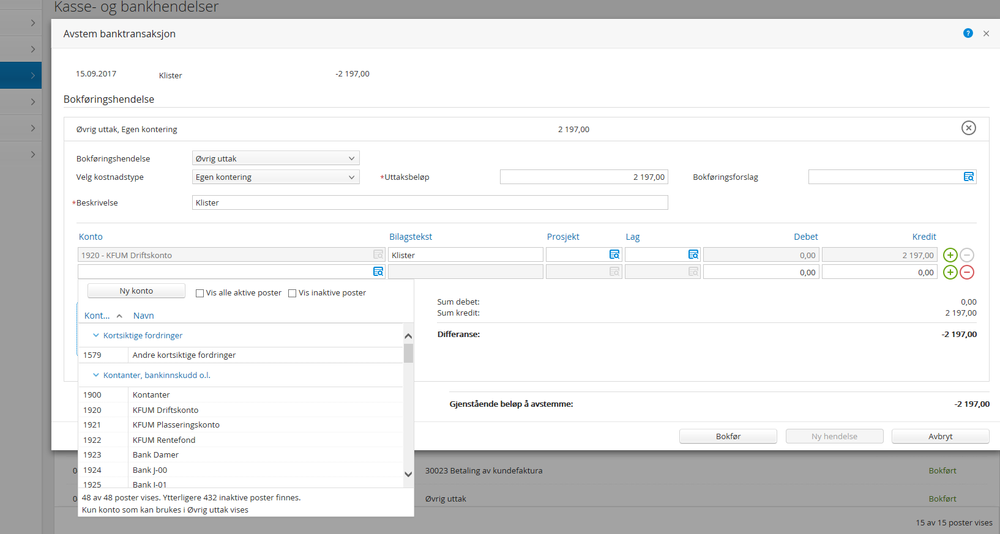 Kasse- og bankhendelser
Avstem banktransaksjon
?
15.09.2017 Klister -2 197,00
Bokføringshendelse
Øvrig uttak, Egen kontering 2 197,00
Bokføringshendelse Øvrig uttak
Velg kostnadstype Egen kontering *Uttaksbeløp 2 197,00 Bokføringsforslag
*Beskrivelse Klister
Konto Bilagstekst Prosjekt Lag Debet Kredit
1920 - KFUM Driftskonto Klister 0,00 2 197,00
0,00 0,00
Ny konto Vis alle aktive poster Vis inaktive poster
Sum debet: 0,00
Sum kredit: 2 197,00
Kont... Navn
Differanse: -2 197,00
Kortsiktige fordringer
1579 Andre kortsiktige fordringer
Kontanter, bankinnskudd o.l.
1900 Kontanter
Gjenstående beløp å avstemme: -2 197,00
1920 KFUM Driftskonto
1921 KFUM Plasseringskonto
1922 KFUM Rentefond
Bokfør Ny hendelse Avbryt
1923 Bank Damer
1924 Bank J-00
30023 Betaling av kundefaktura Bokført
1925 Bank J-01
48 av 48 poster vises. Ytterligere 432 inaktive poster finnes.
Øvrig uttak Bokført
Kun konto som kan brukes i Øvrig uttak vises
15 av 15 poster vises